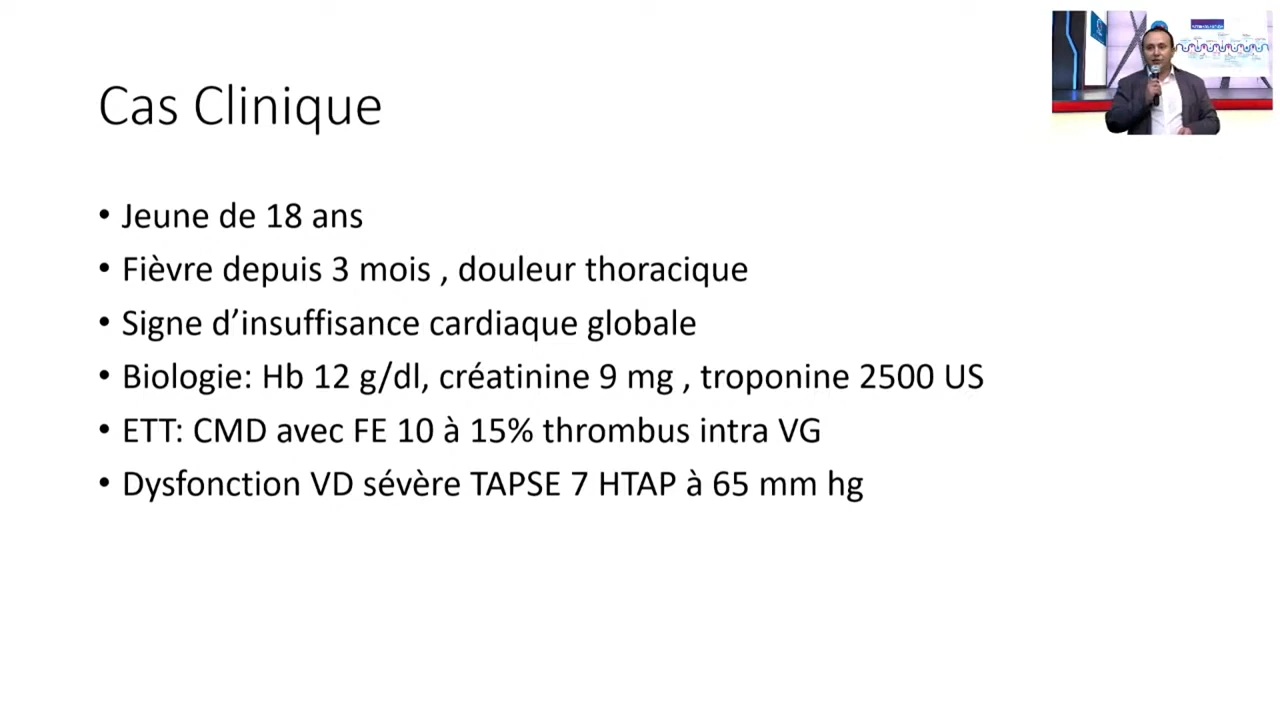 Cas Clinique
• Jeune de 18 ans
• Fièvre depuis 3 mois , douleur thoracique
• Signe d’insuffisance cardiaque globale
• Biologie: Hb 12 g/dl, créatinine 9 mg , troponine 2500 US
• ETT: CMD avec FE 10 à 15% thrombus intra VG
• Dysfonction VD sévère TAPSE 7 HTAP à 65 mm hg